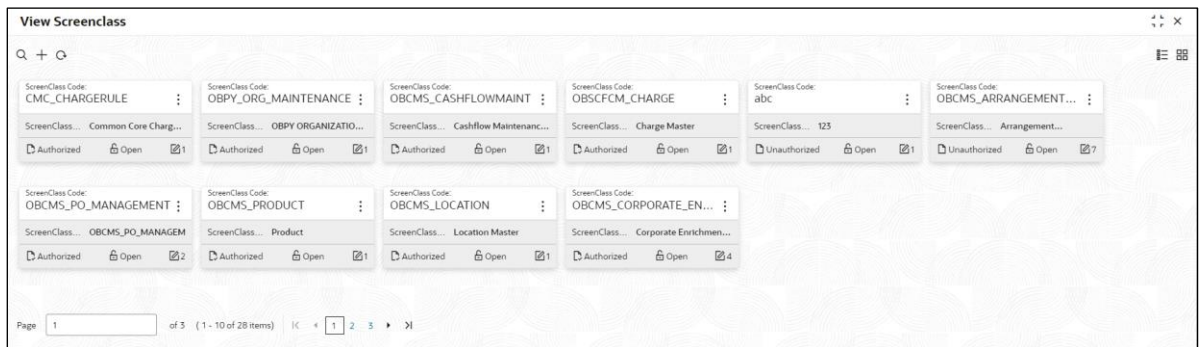 View Screenclass
ScreenClass Code: ScreenClass Code: ScreenClass Code: ScreenClass Code: ScreenClass Code: ScreenClass Code:
CMC_CHARGERULE OBPY_ORG_MAINTENANCE OBCMS_CASHFLOWMAINT OBSCFCM_CHARGE abc OBCMS_ARRANGEMENT...
ScreenClass... Common Core Charg... ScreenClass... OBPY ORGANIZATIO... ScreenClass... Cashflow Maintenanc... ScreenClass... Charge Master ScreenClass... 123 ScreenClass... Arrangement...
Authorized Open 1 Authorized Open 1 Authorized Open 1 Authorized Open 1 Unauthorized Open 1 Unauthorized Open 7
ScreenClass Code: ScreenClass Code: ScreenClass Code: ScreenClass Code:
OBCMS_PO_MANAGEMENT OBCMS_PRODUCT OBCMS_LOCATION OBCMS_CORPORATE_EN...
ScreenClass... OBCMS_PO_MANAGEM ScreenClass... Product ScreenClass... Location Master ScreenClass... Corporate Enrichmen...
Authorized Open 2 Authorized Open 1 Authorized Open 1 Authorized Open 4
Page 1 of 3 (1 - 10 of 28 items) 1 2 3